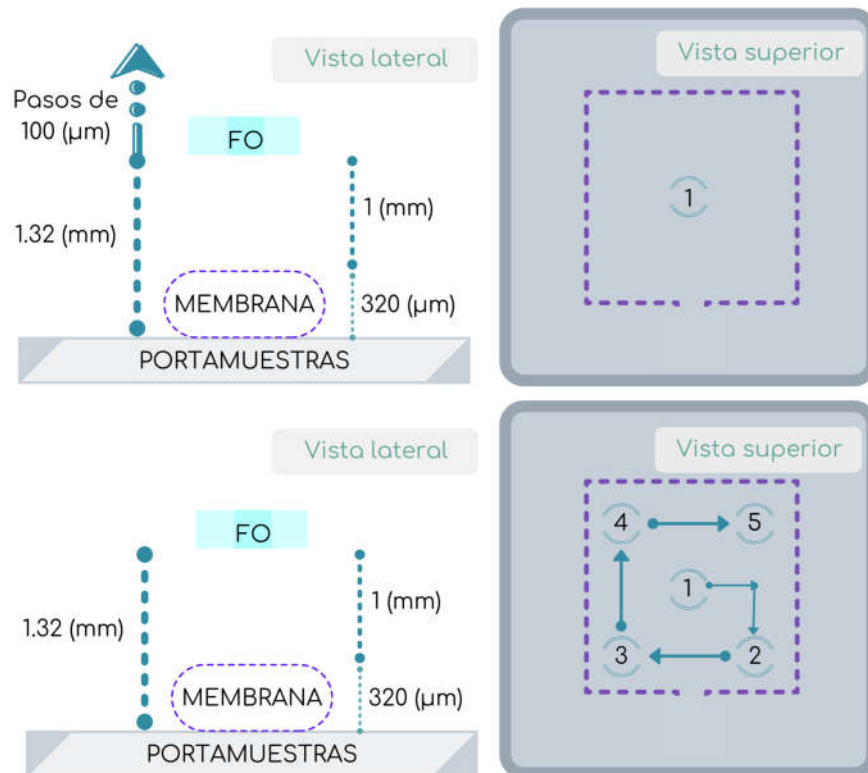 Vista lateral
Pasos de
100 (µm)
FO
1.32 (mm)
1 (mm)
MEMBRANA
320 (µm)
PORTAMUESTRAS
Vista superior
1
Vista lateral
FO
1.32 (mm)
1 (mm)
MEMBRANA
320 (µm)
PORTAMUESTRAS
Vista superior
4 5
1
3 2